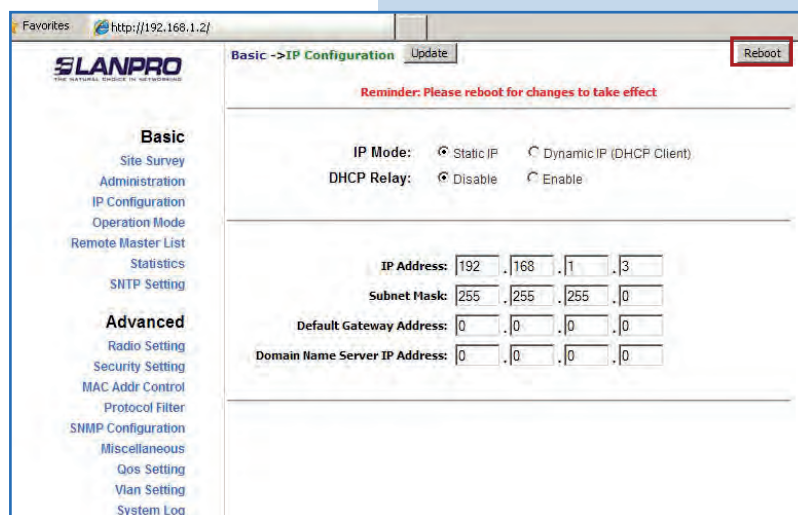 Favorites http://192.168.1.2/
LANPRO
THE NATURAL CHOICE IN NETWORKING
Basic ->IP Configuration Update Reboot
Reminder: Please reboot for changes to take effect
Basic
Site Survey
Administration
IP Configuration
Operation Mode
Remote Master List
Statistics
SNTP Setting
Advanced
Radio Setting
Security Setting
MAC Addr Control
Protocol Filter
SNMP Configuration
Miscellaneous
Qos Setting
Vlan Setting
System Log
IP Mode: Static IP Dynamic IP (DHCP Client)
DHCP Relay: Disable Enable
IP Address: 192 . 168 . 1 . 3
Subnet Mask: 255 . 255 . 255 . 0
Default Gateway Address: 0 . 0 . 0 . 0
Domain Name Server IP Address: 0 . 0 . 0 . 0